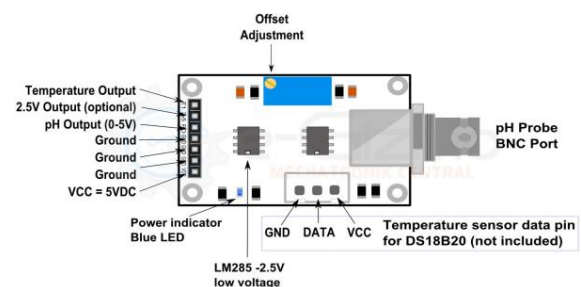 Offset
Adjustment
Temperature Output
2.5V Output (optional)
pH Output (0-5V)
Ground
Ground
Ground
VCC = 5VDC
pH Probe
BNC Port
MECHATRONIX CENTRAL
Power indicator
Blue LED
GND DATA VCC
Temperature sensor data pin
for DS18B20 (not included)
LM285 -2.5V
low voltage